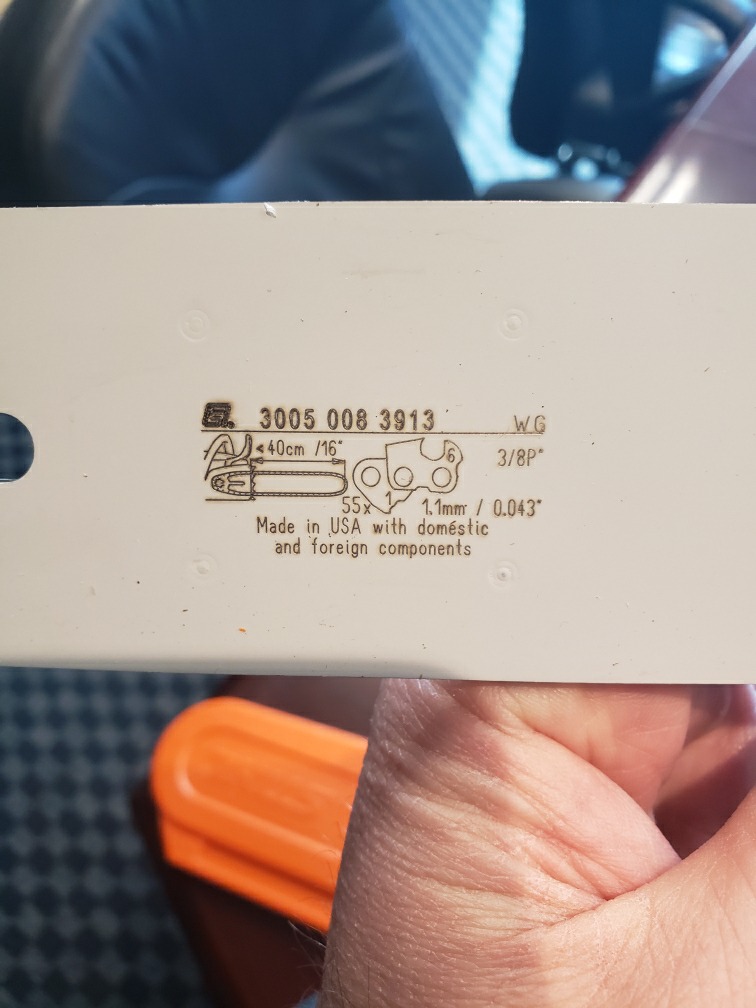 3005 008 3913 WG
40cm /16"
6
3/8P"
55x
1
1.1mm / 0.043"
Made in USA with doméstic
and foreign components